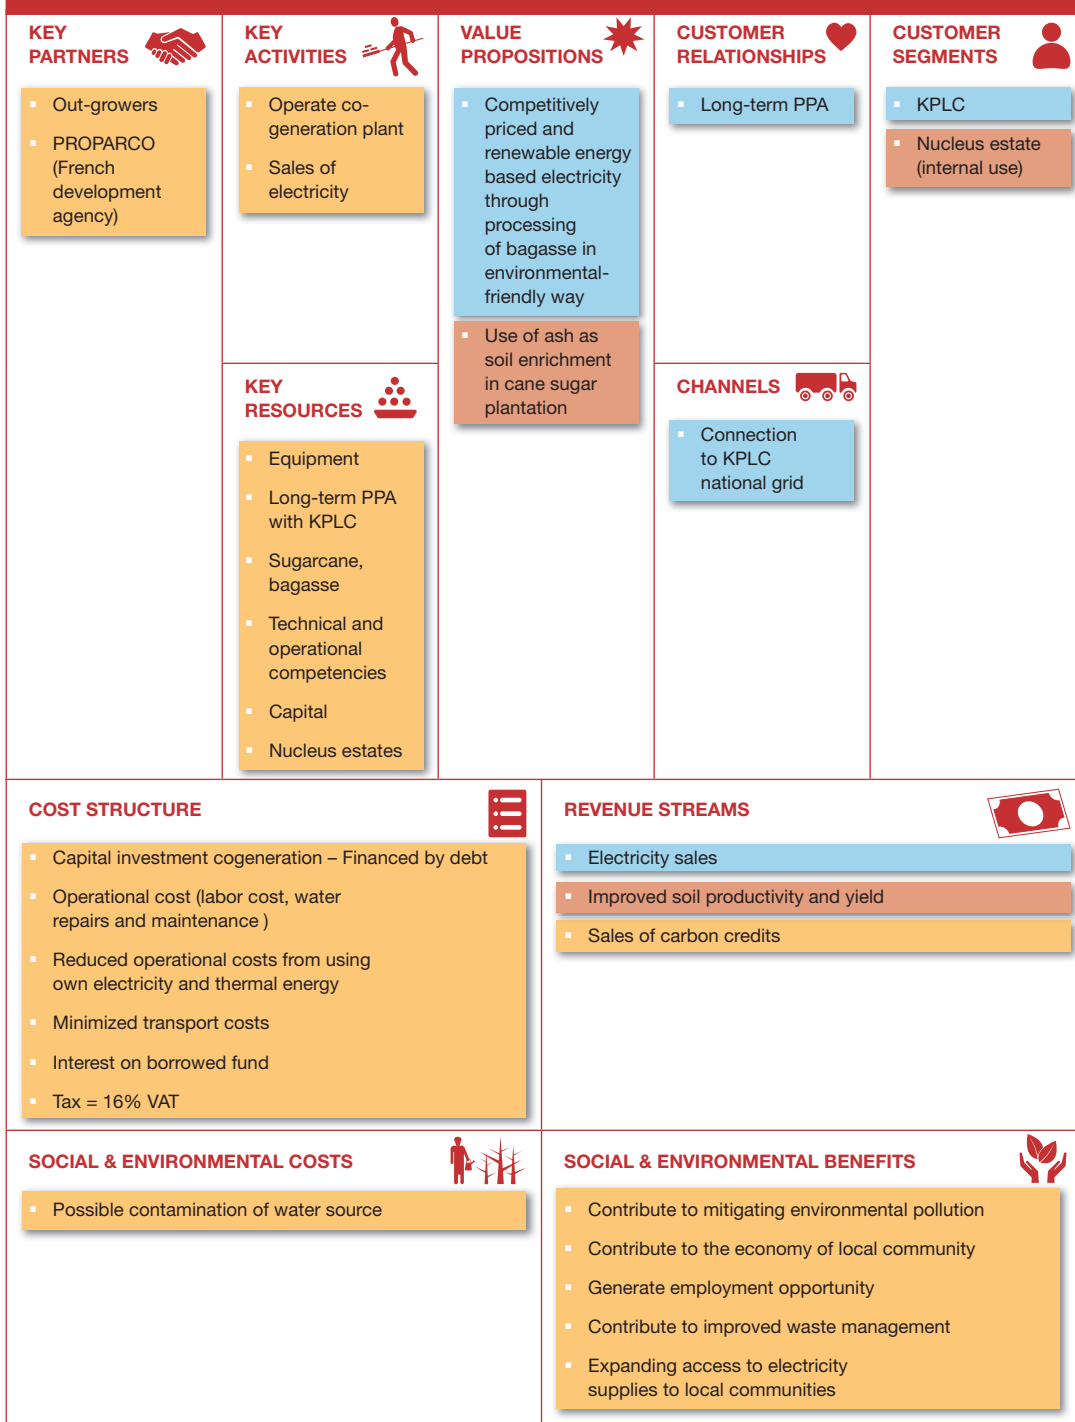 KEY
PARTNERS
Out-growers
PROPARCO
(French
development
agency)
KEY
ACTIVITIES
Operate co-
generation plant
Sales of
electricity
KEY
RESOURCES
Equipment
Long-term PPA
with KPLC
Sugarcane,
bagasse
Technical and
operational
competencies
Capital
Nucleus estates
VALUE
PROPOSITIONS
Competitively
priced and
renewable energy
based electricity
through
processing
of bagasse in
environmental-
friendly way
Use of ash as
soil enrichment
in cane sugar
plantation
CUSTOMER
RELATIONSHIPS
Long-term PPA
CHANNELS
Connection
to KPLC
national grid
CUSTOMER
SEGMENTS
KPLC
Nucleus estate
(internal use)
COST STRUCTURE
Capital investment cogeneration – Financed by debt
Operational cost (labor cost, water
repairs and maintenance )
Reduced operational costs from using
own electricity and thermal energy
Minimized transport costs
Interest on borrowed fund
Tax = 16% VAT
REVENUE STREAMS
Electricity sales
Improved soil productivity and yield
Sales of carbon credits
SOCIAL & ENVIRONMENTAL COSTS
Possible contamination of water source
SOCIAL & ENVIRONMENTAL BENEFITS
Contribute to mitigating environmental pollution
Contribute to the economy of local community
Generate employment opportunity
Contribute to improved waste management
Expanding access to electricity
supplies to local communities